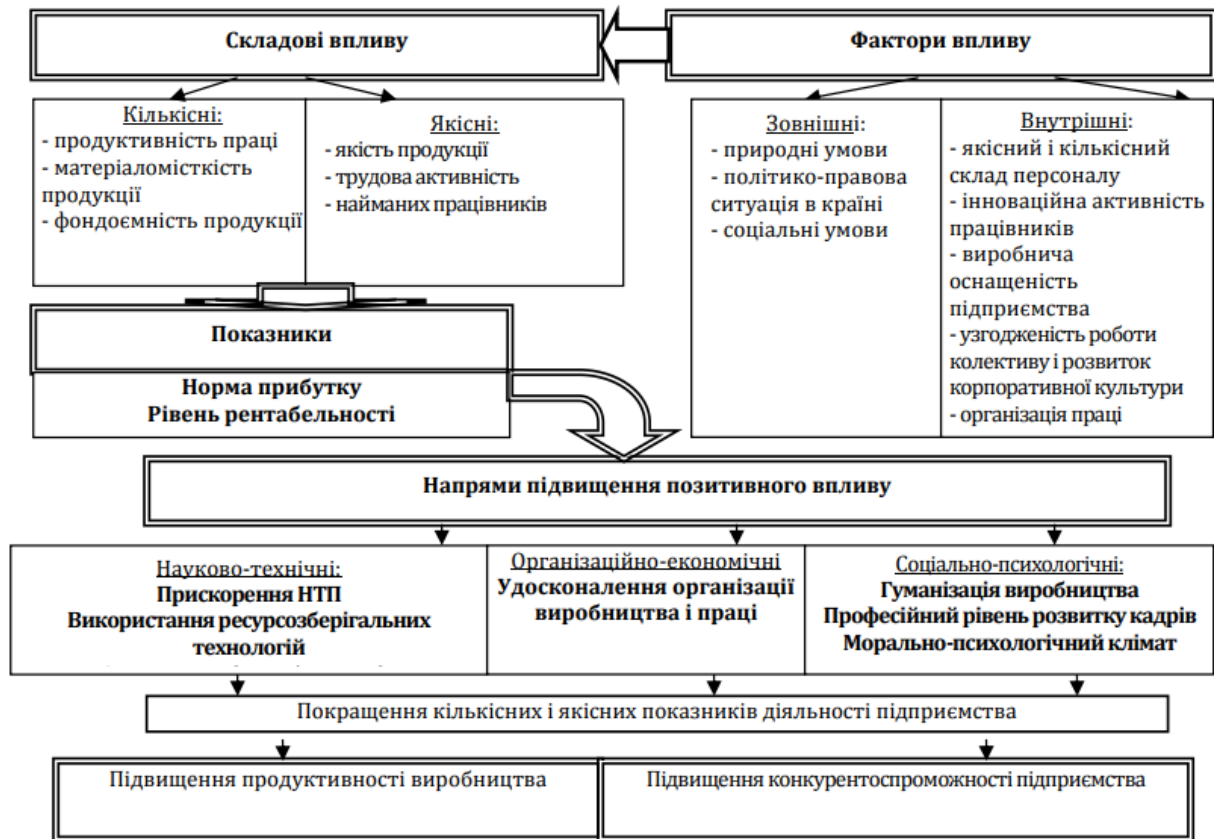 Складові впливу
Фактори впливу
Кількісні:
- продуктивність праці
- матеріаломісткість
продукції
- фондоємність продукції
Якісні:
- якість продукції
- трудова активність
- найманих працівників
Зовнішні:
- природні умови
- політико-правова
ситуація в країні
- соціальні умови
Внутрішні:
- якісний і кількісний
склад персоналу
- інноваційна активність
працівників
- виробнича
оснащеність
підприємства
- узгодженість роботи
колективу і розвиток
корпоративної культури
- організація праці
Показники
Норма прибутку
Рівень рентабельності
Напрями підвищення позитивного впливу
Науково-технічні:
Прискорення НТП
Використання ресурсозберігальних
технологій
Організаційно-економічні
Удосконалення організації
виробництва і праці
Соціально-психологічні:
Гуманізація виробництва
Професійний рівень розвитку кадрів
Морально-психологічний клімат
Покращення кількісних і якісних показників діяльності підприємства
Підвищення продуктивності виробництва
Підвищення конкурентоспроможності підприємства